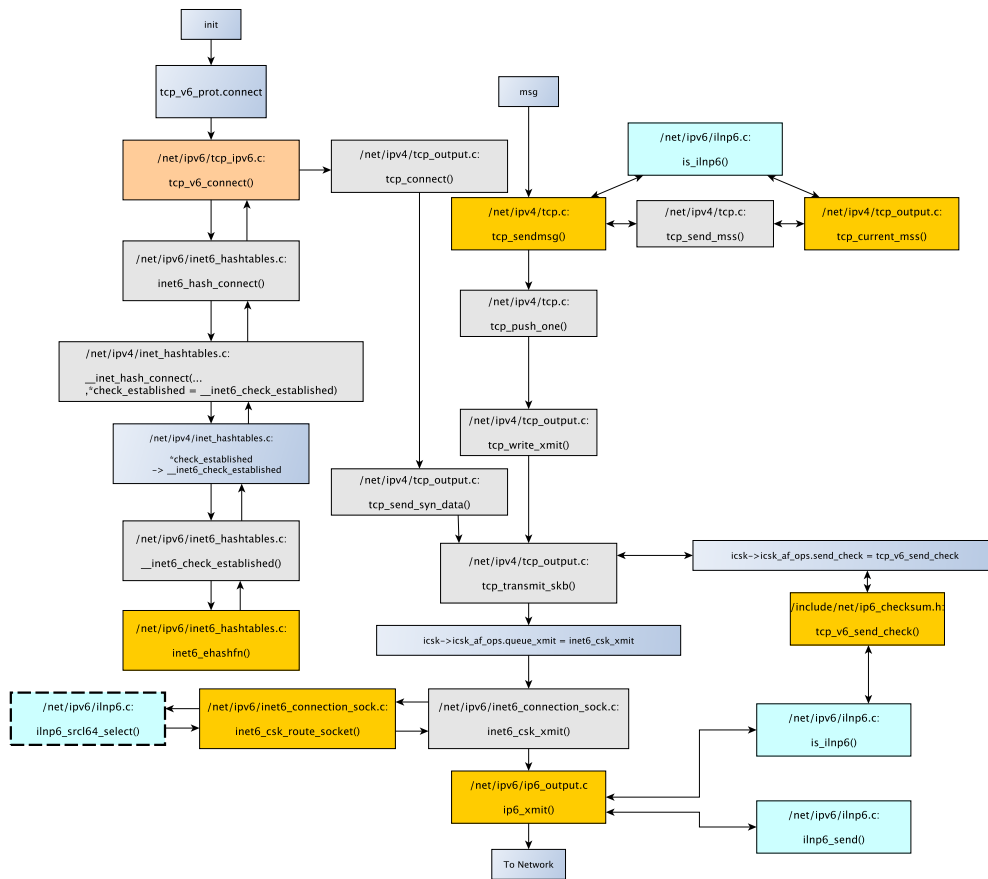 init
tcp_v6_prot.connect
msg
/net/ipv6/tcp_ipv6.c:
tcp_v6_connect()
/net/ipv4/tcp_output.c:
tcp_connect()
/net/ipv6/ilnp6.c:
is_ilnp6()
/net/ipv4/tcp.c:
tcp_sendmsg()
/net/ipv4/tcp.c:
tcp_send_mss()
/net/ipv4/tcp_output.c:
tcp_current_mss()
/net/ipv6/inet6_hashtables.c:
inet6_hash_connect()
/net/ipv4/tcp.c:
tcp_push_one()
/net/ipv4/inet_hashtables.c:
__inet_hash_connect(...
,*check_established = __inet6_check_established)
/net/ipv4/tcp_output.c:
tcp_write_xmit()
/net/ipv4/inet_hashtables.c:
*check_established
-> __inet6_check_established
/net/ipv4/tcp_output.c:
tcp_send_syn_data()
/net/ipv6/inet6_hashtables.c:
__inet6_check_established()
/net/ipv4/tcp_output.c:
tcp_transmit_skb()
icsk->icsk_af_ops.send_check = tcp_v6_send_check
/net/ipv6/inet6_hashtables.c:
inet6_ehashfn()
icsk->icsk_af_ops.queue_xmit = inet6_csk_xmit
/include/net/ip6_checksum.h:
tcp_v6_send_check()
/net/ipv6/ilnp6.c:
ilnp6_srcl64_select()
/net/ipv6/inet6_connection_sock.c:
inet6_csk_route_socket()
/net/ipv6/inet6_connection_sock.c:
inet6_csk_xmit()
/net/ipv6/ilnp6.c:
is_ilnp6()
/net/ipv6/ip6_output.c
ip6_xmit()
/net/ipv6/ilnp6.c:
ilnp6_send()
To Network